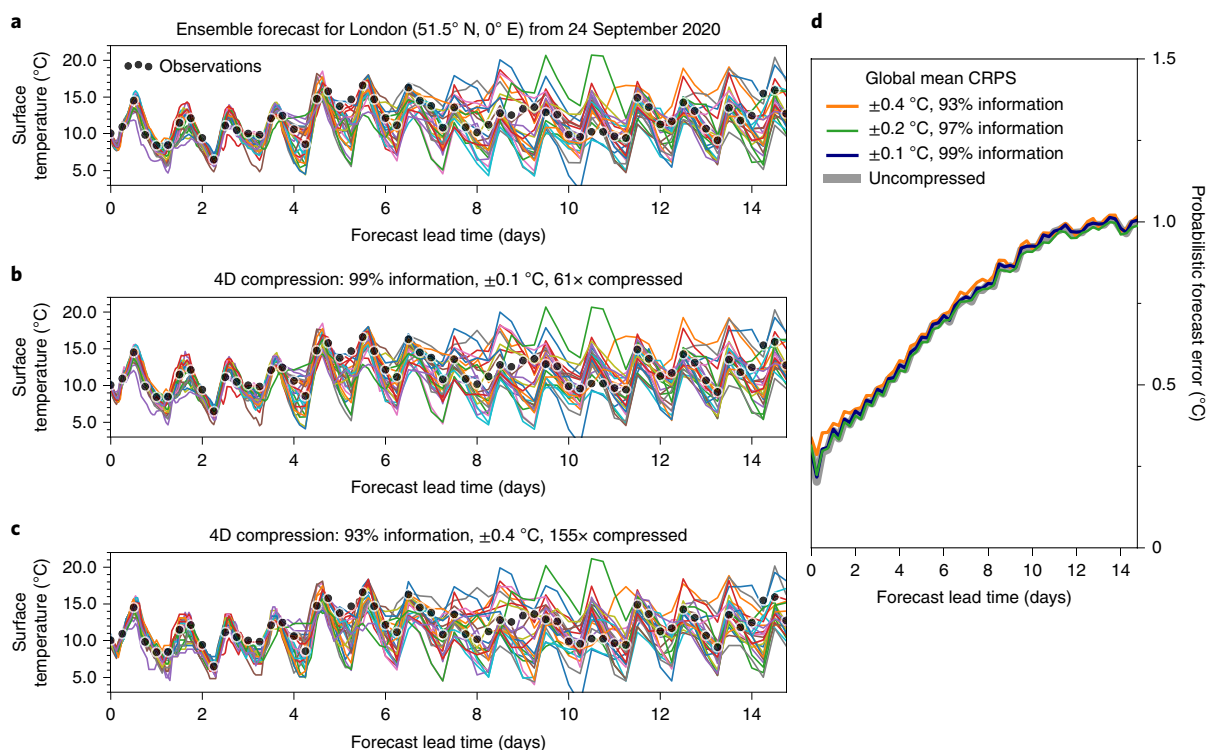 a
Ensemble forecast for London (51.5° N, 0° E) from 24 September 2020
Surface
temperature (°C)
20.0
15.0
10.0
5.0
Observations
0 2 4 6 8 10 12 14
Forecast lead time (days)
b
4D compression: 99% information, ±0.1 °C, 61× compressed
Surface
temperature (°C)
20.0
15.0
10.0
5.0
0 2 4 6 8 10 12 14
Forecast lead time (days)
c
4D compression: 93% information, ±0.4 °C, 155× compressed
Surface
temperature (°C)
20.0
15.0
10.0
5.0
0 2 4 6 8 10 12 14
Forecast lead time (days)
d
Global mean CRPS
±0.4 °C, 93% information
±0.2 °C, 97% information
±0.1 °C, 99% information
Uncompressed
1.5
1.0
0.5
0
Probabilistic forecast error (°C)
0 2 4 6 8 10 12 14
Forecast lead time (days)